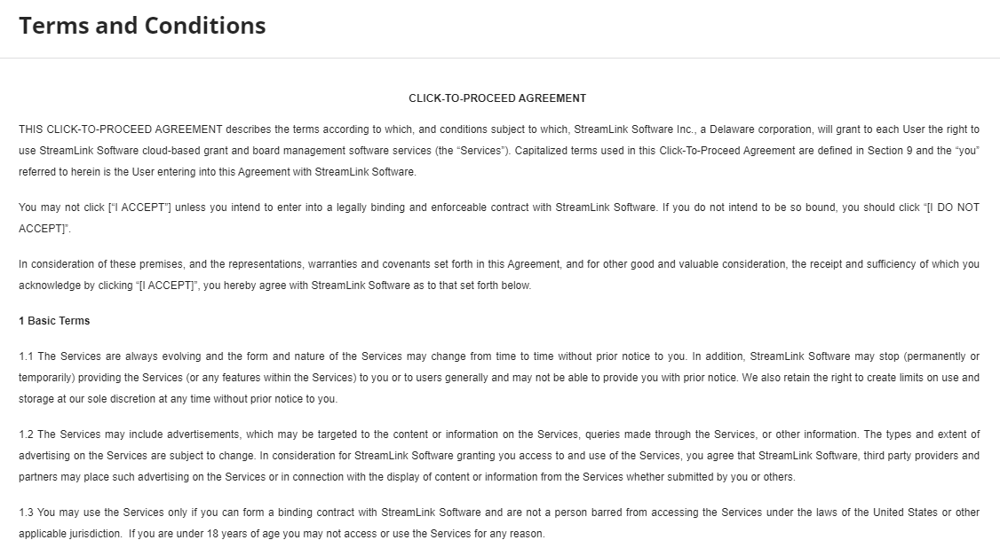 Terms and Conditions
CLICK-TO-PROCEED AGREEMENT
THIS CLICK-TO-PROCEED AGREEMENT describes the terms according to which, and conditions subject to which, StreamLink Software Inc., a Delaware corporation, will grant to each User the right to
use StreamLink Software cloud-based grant and board management software services (the “Services”). Capitalized terms used in this Click-To-Proceed Agreement are defined in Section 9 and the “you”
referred to herein is the User entering into this Agreement with StreamLink Software.
You may not click [“I ACCEPT”] unless you intend to enter into a legally binding and enforceable contract with StreamLink Software. If you do not intend to be so bound, you should click “[I DO NOT
ACCEPT]”.
In consideration of these premises, and the representations, warranties and covenants set forth in this Agreement, and for other good and valuable consideration, the receipt and sufficiency of which you
acknowledge by clicking “[I ACCEPT]”, you hereby agree with StreamLink Software as to that set forth below.
1 Basic Terms
1.1 The Services are always evolving and the form and nature of the Services may change from time to time without prior notice to you. In addition, StreamLink Software may stop (permanently or
temporarily) providing the Services (or any features within the Services) to you or to users generally and may not be able to provide you with prior notice. We also retain the right to create limits on use and
storage at our sole discretion at any time without prior notice to you.
1.2 The Services may include advertisements, which may be targeted to the content or information on the Services, queries made through the Services, or other information. The types and extent of
advertising on the Services are subject to change. In consideration for StreamLink Software granting you access to and use of the Services, you agree that StreamLink Software, third party providers and
partners may place such advertising on the Services or in connection with the display of content or information from the Services whether submitted by you or others.
1.3 You may use the Services only if you can form a binding contract with StreamLink Software and are not a person barred from accessing the Services under the laws of the United States or other
applicable jurisdiction.  If you are under 18 years of age you may not access or use the Services for any reason.